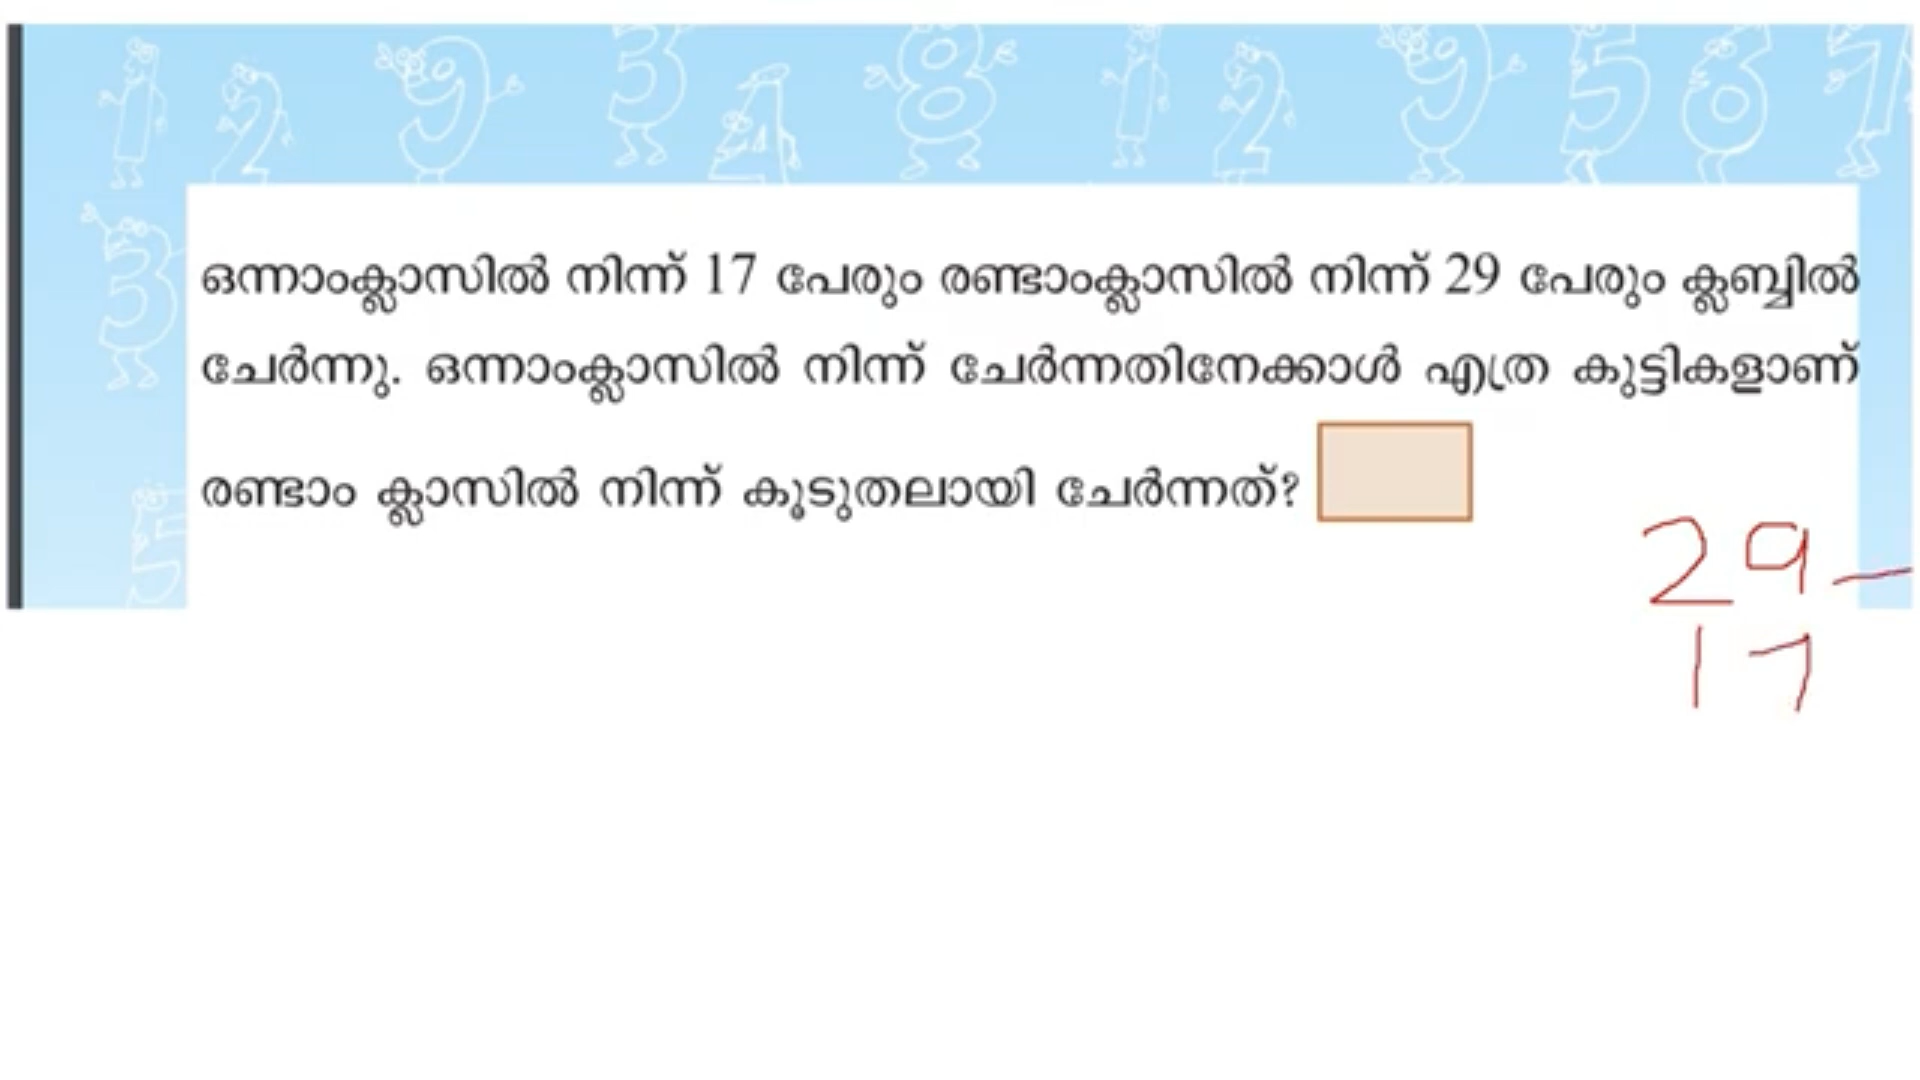 ഒന്നാംക്ലാസിൽ നിന്ന് 17 പേരും രണ്ടാംക്ലാസിൽ നിന്ന് 29 പേരും ക്ലബ്ബിൽ
ചേർന്നു. ഒന്നാംക്ലാസിൽ നിന്ന് ചേർന്നതിനേക്കാൾ എത്ര കുട്ടികളാണ്
രണ്ടാം ക്ലാസിൽ നിന്ന് കൂടുതലായി ചേർന്നത്?
29 –
17